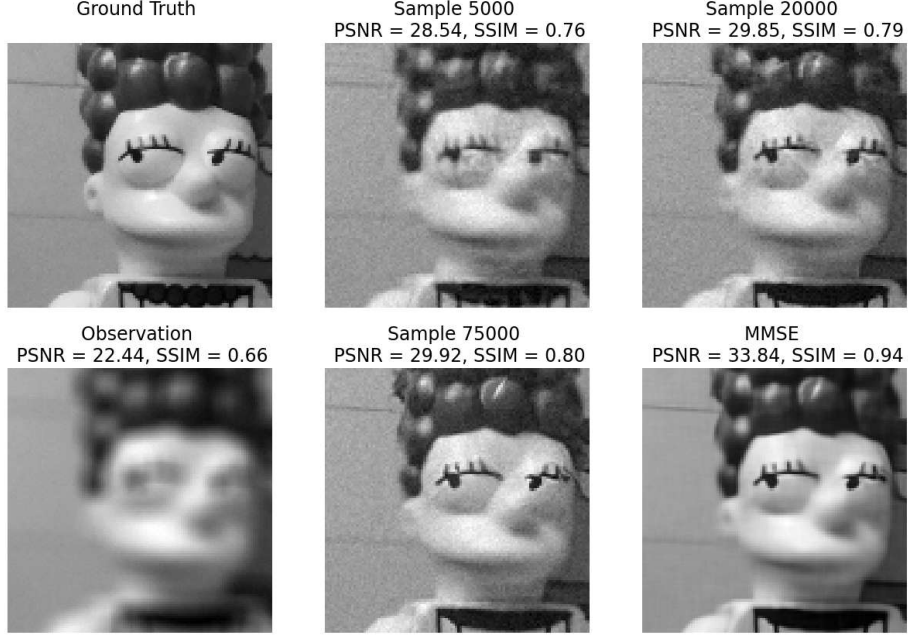 Ground Truth
Sample 5000
PSNR = 28.54, SSIM = 0.76
Sample 20000
PSNR = 29.85, SSIM = 0.79
Observation
PSNR = 22.44, SSIM = 0.66
Sample 75000
PSNR = 29.92, SSIM = 0.80
MMSE
PSNR = 33.84, SSIM = 0.94